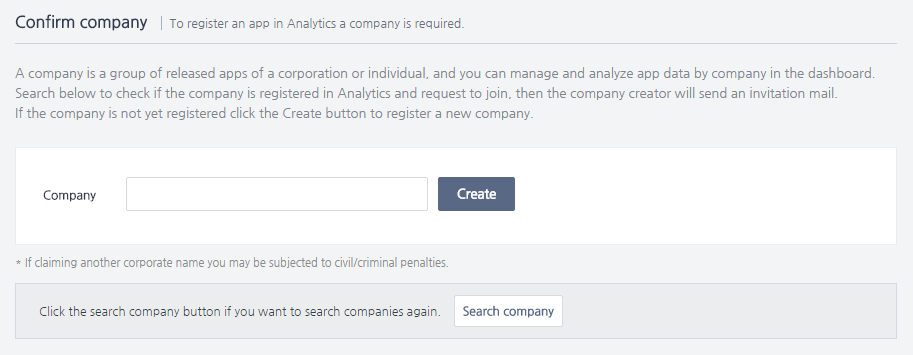 Confirm company | To register an app in Analytics a company is required.
A company is a group of released apps of a corporation or individual, and you can manage and analyze app data by company in the dashboard.
Search below to check if the company is registered in Analytics and request to join, then the company creator will send an invitation mail.
If the company is not yet registered click the Create button to register a new company.
Company Create
* If claiming another corporate name you may be subjected to civil/criminal penalties.
Click the search company button if you want to search companies again. Search company